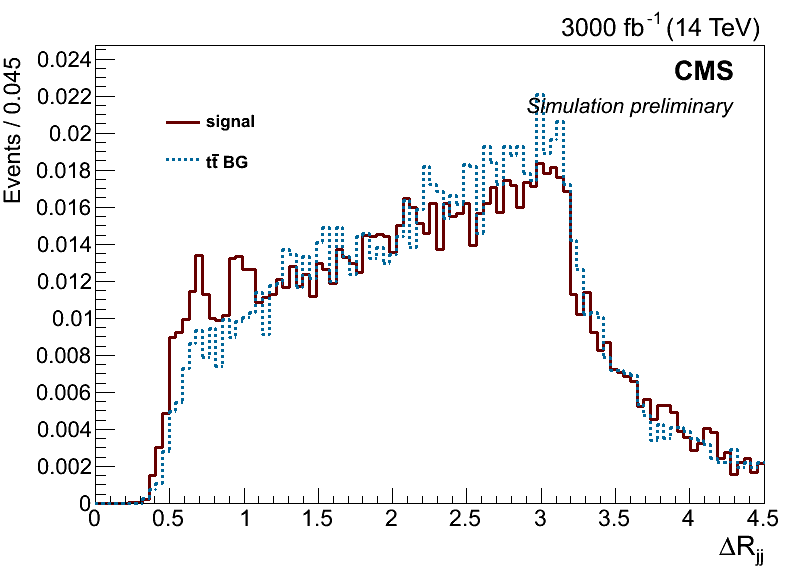 3000 fb⁻¹ (14 TeV)
CMS
Simulation preliminary
signal
tt̄ BG
Events / 0.045
0.024
0.022
0.02
0.018
0.016
0.014
0.012
0.01
0.008
0.006
0.004
0.002
0
0 0.5 1 1.5 2 2.5 3 3.5 4 4.5
ΔRjj